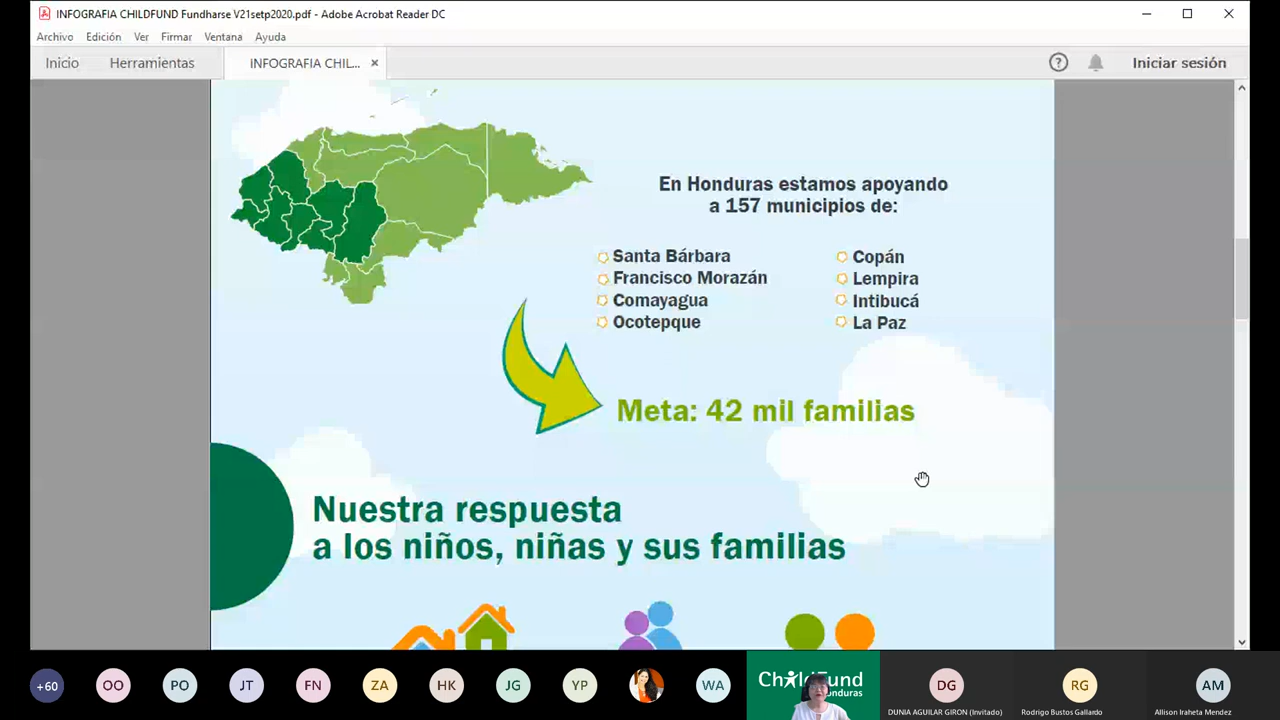 INFOGRAFIA CHILDFUND Fundharse V21setp2020.pdf - Adobe Acrobat Reader DC
Archivo Edición Ver Firmar Ventana Ayuda
Inicio Herramientas INFOGRAFIA CHIL... Iniciar sesión
En Honduras estamos apoyando
a 157 municipios de:
Santa Bárbara
Francisco Morazán
Comayagua
Ocotepque
Copán
Lempira
Intibucá
La Paz
Meta: 42 mil familias
Nuestra respuesta
a los niños, niñas y sus familias
+60 OO PO JT FN ZA HK JG YP WA DG RG AM
ChildFund
Honduras
DUNIA AGUILAR GIRON (Invitado) Rodrigo Bustos Gallardo Allison Iraheta Mendez